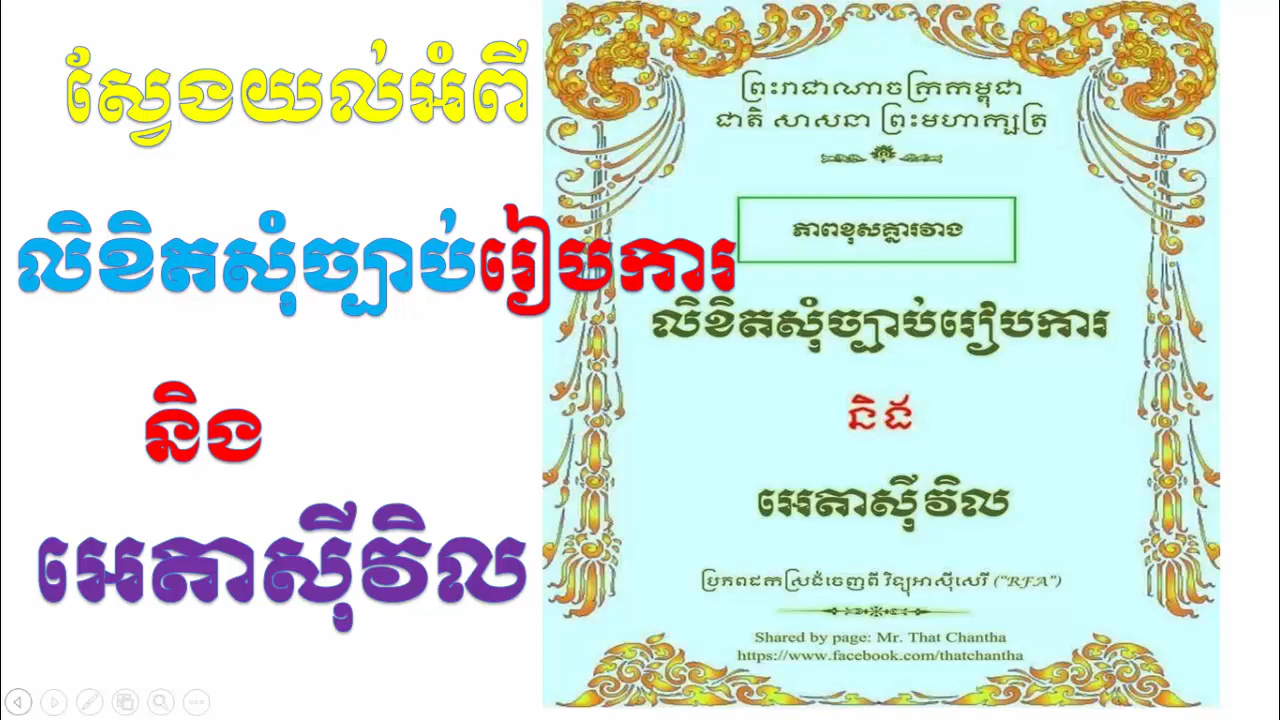 ស្វែងយល់អំពី
លិខិតសុំច្បាប់រៀបការ
និង
អេតាស៊ីវិល
ព្រះរាជាណាចក្រកម្ពុជា
ជាតិ សាសនា ព្រះមហាក្សត្រ
ភាពខុសគ្នារវាង
លិខិតសុំច្បាប់រៀបការ
និង
អេតាស៊ីវិល
ប្រភពដកស្រង់ចេញពី វិទ្យុអាស៊ីសេរី ("RFA")
Shared by page: Mr. That Chantha
https://www.facebook.com/thatchantha